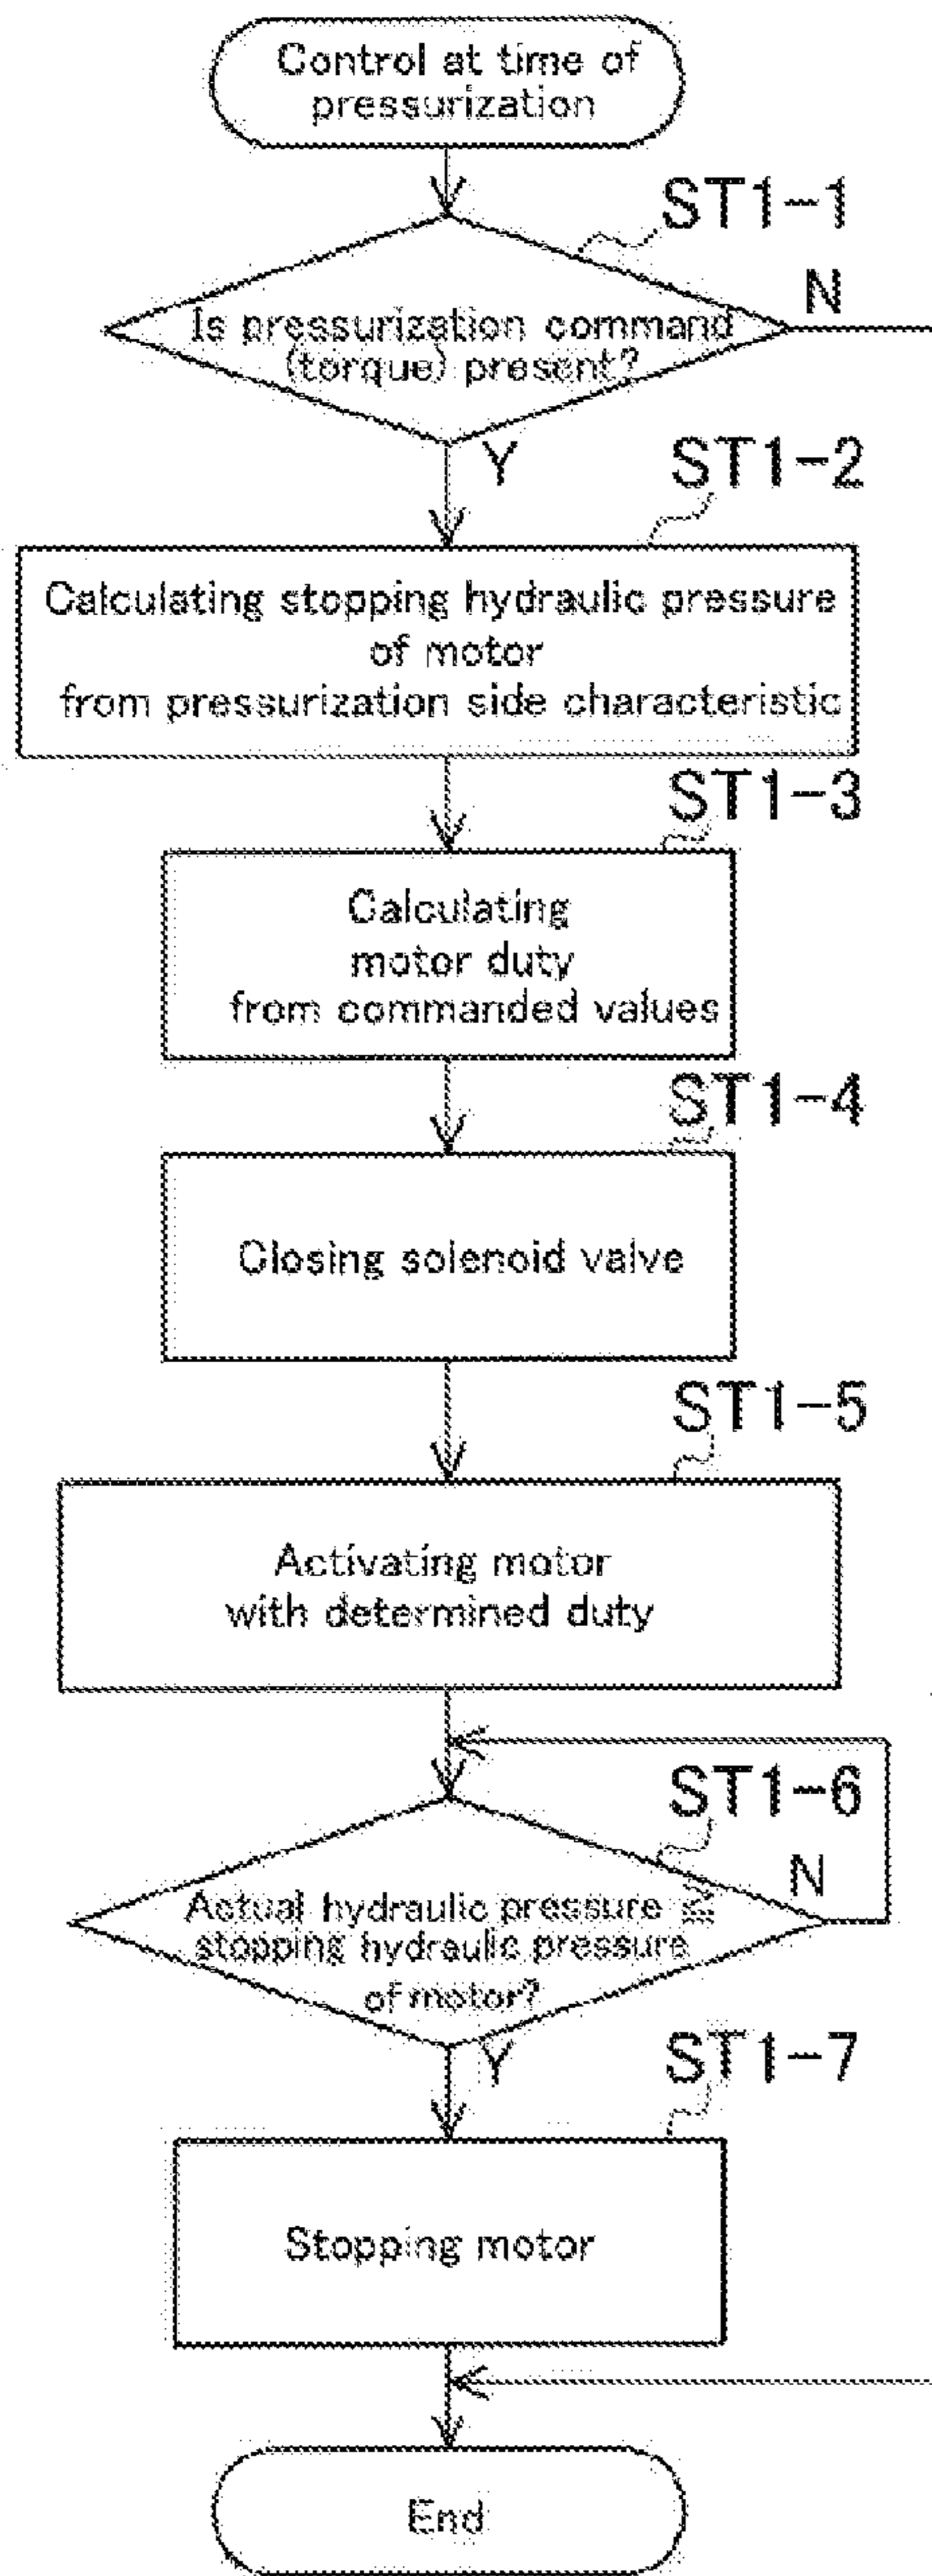 Control at time of
pressurization
ST1-1
N
Is pressurization command
(torque) present?
Y
ST1-2
Calculating stopping hydraulic pressure
of motor
from pressurization side characteristic
ST1-3
Calculating
motor duty
from commanded values
ST1-4
Closing solenoid valve
ST1-5
Activating motor
with determined duty
ST1-6
N
Actual hydraulic pressure ≧
stopping hydraulic pressure
of motor?
Y
ST1-7
Stopping motor
End